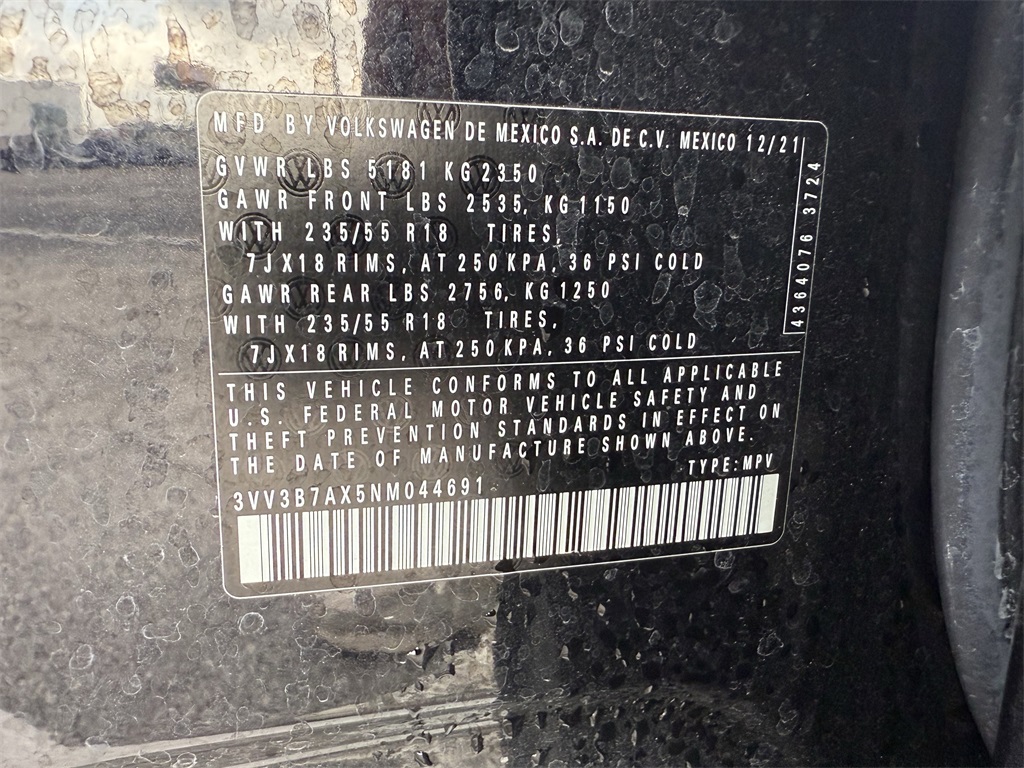 MFD BY VOLKSWAGEN DE MEXICO S.A. DE C.V. MEXICO 12/21
GVWR LBS 5181 KG 2350
GAWR FRONT LBS 2535, KG 1150
WITH 235/55 R18 TIRES,
7JX18 RIMS, AT 250 KPA, 36 PSI COLD
GAWR REAR LBS 2756, KG 1250
WITH 235/55 R18 TIRES,
7JX18 RIMS, AT 250 KPA, 36 PSI COLD
4364076 3724
THIS VEHICLE CONFORMS TO ALL APPLICABLE
U.S. FEDERAL MOTOR VEHICLE SAFETY AND
THEFT PREVENTION STANDARDS IN EFFECT ON
THE DATE OF MANUFACTURE SHOWN ABOVE.
TYPE: MPV
3VV3B7AX5NM044691